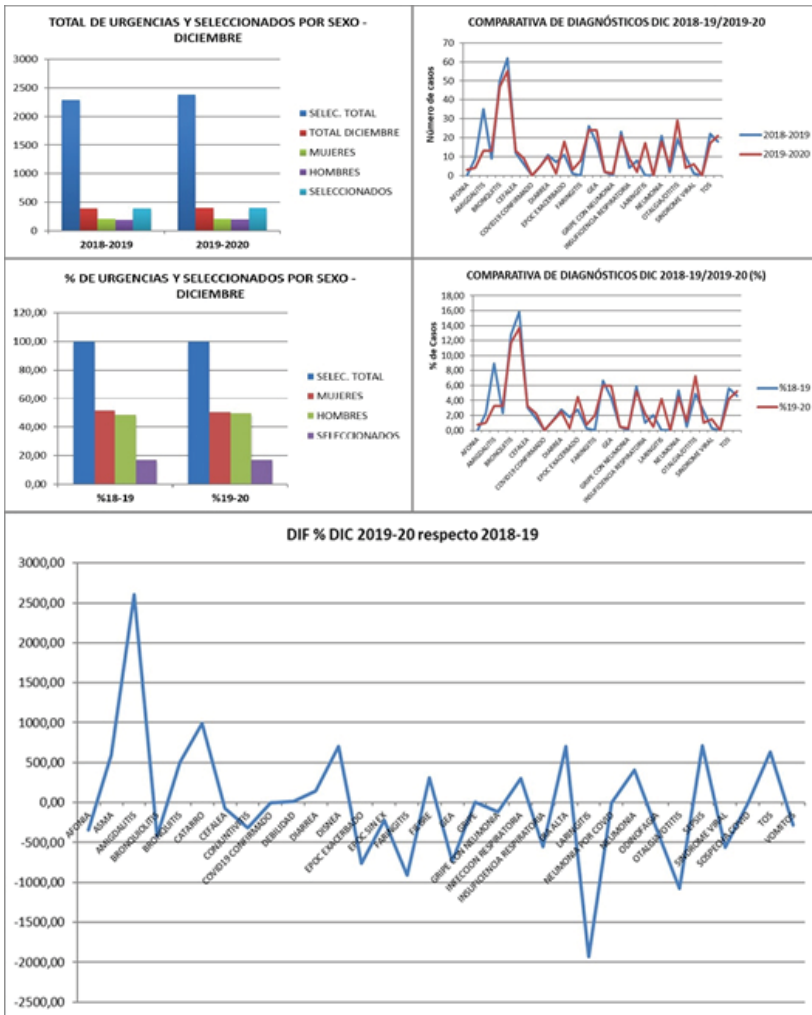 TOTAL DE URGENCIAS Y SELECCIONADOS POR SEXO -
DICIEMBRE
3000
2500
2000
1500
1000
500
0
2018-2019
2019-2020
SELEC. TOTAL
TOTAL DICIEMBRE
MUJERES
HOMBRES
SELECCIONADOS
COMPARATIVA DE DIAGNÓSTICOS DIC 2018-19/2019-20
Número de casos
70
60
50
40
30
20
10
0
AFONIA
AMIGDALITIS
BRONQUITIS
CEFALEA
COVID19 CONFIRMADO
DIARREA
EPOC EXACERBADO
FARINGITIS
GEA
GRIPE CON NEUMONIA
INSUFICIENCIA RESPIRATORIA
LARINGITIS
NEUMONIA
OTALGIA/OTITIS
SINDROME VIRAL
TOS
2018-2019
2019-2020
% DE URGENCIAS Y SELECCIONADOS POR SEXO -
DICIEMBRE
120,00
100,00
80,00
60,00
40,00
20,00
0,00
%18-19
%19-20
SELEC. TOTAL
MUJERES
HOMBRES
SELECCIONADOS
COMPARATIVA DE DIAGNÓSTICOS DIC 2018-19/2019-20 (%)
% de Casos
18,00
16,00
14,00
12,00
10,00
8,00
6,00
4,00
2,00
0,00
AFONIA
AMIGDALITIS
BRONQUITIS
CEFALEA
COVID19 CONFIRMADO
DIARREA
EPOC EXACERBADO
FARINGITIS
GEA
GRIPE CON NEUMONIA
INSUFICIENCIA RESPIRATORIA
LARINGITIS
NEUMONIA
OTALGIA/OTITIS
SINDROME VIRAL
TOS
%18-19
%19-20
DIF % DIC 2019-20 respecto 2018-19
3000,00
2500,00
2000,00
1500,00
1000,00
500,00
0,00
-500,00
-1000,00
-1500,00
-2000,00
-2500,00
AFONIA
ASMA
AMIGDALITIS
BRONQUIOLITIS
BRONQUITIS
CATARRO
CEFALEA
CONJUNTIVITIS
COVID19 CONFIRMADO
DEBILIDAD
DIARREA
DISNEA
EPOC EXACERBADO
EPOC SIN EX
FARINGITIS
FIEBRE
GEA
GRIPE
GRIPE CON NEUMONIA
INFECCION RESPIRATORIA
INSUFICIENCIA RESPIRATORIA
LARINGITIS
NEUMONIA POR COVID
NEUMONIA
ODINOFAGIA
OTALGIA/OTITIS
SEPSIS
SINDROME VIRAL
SOSPECHA COVID
TOS
VOMITOS